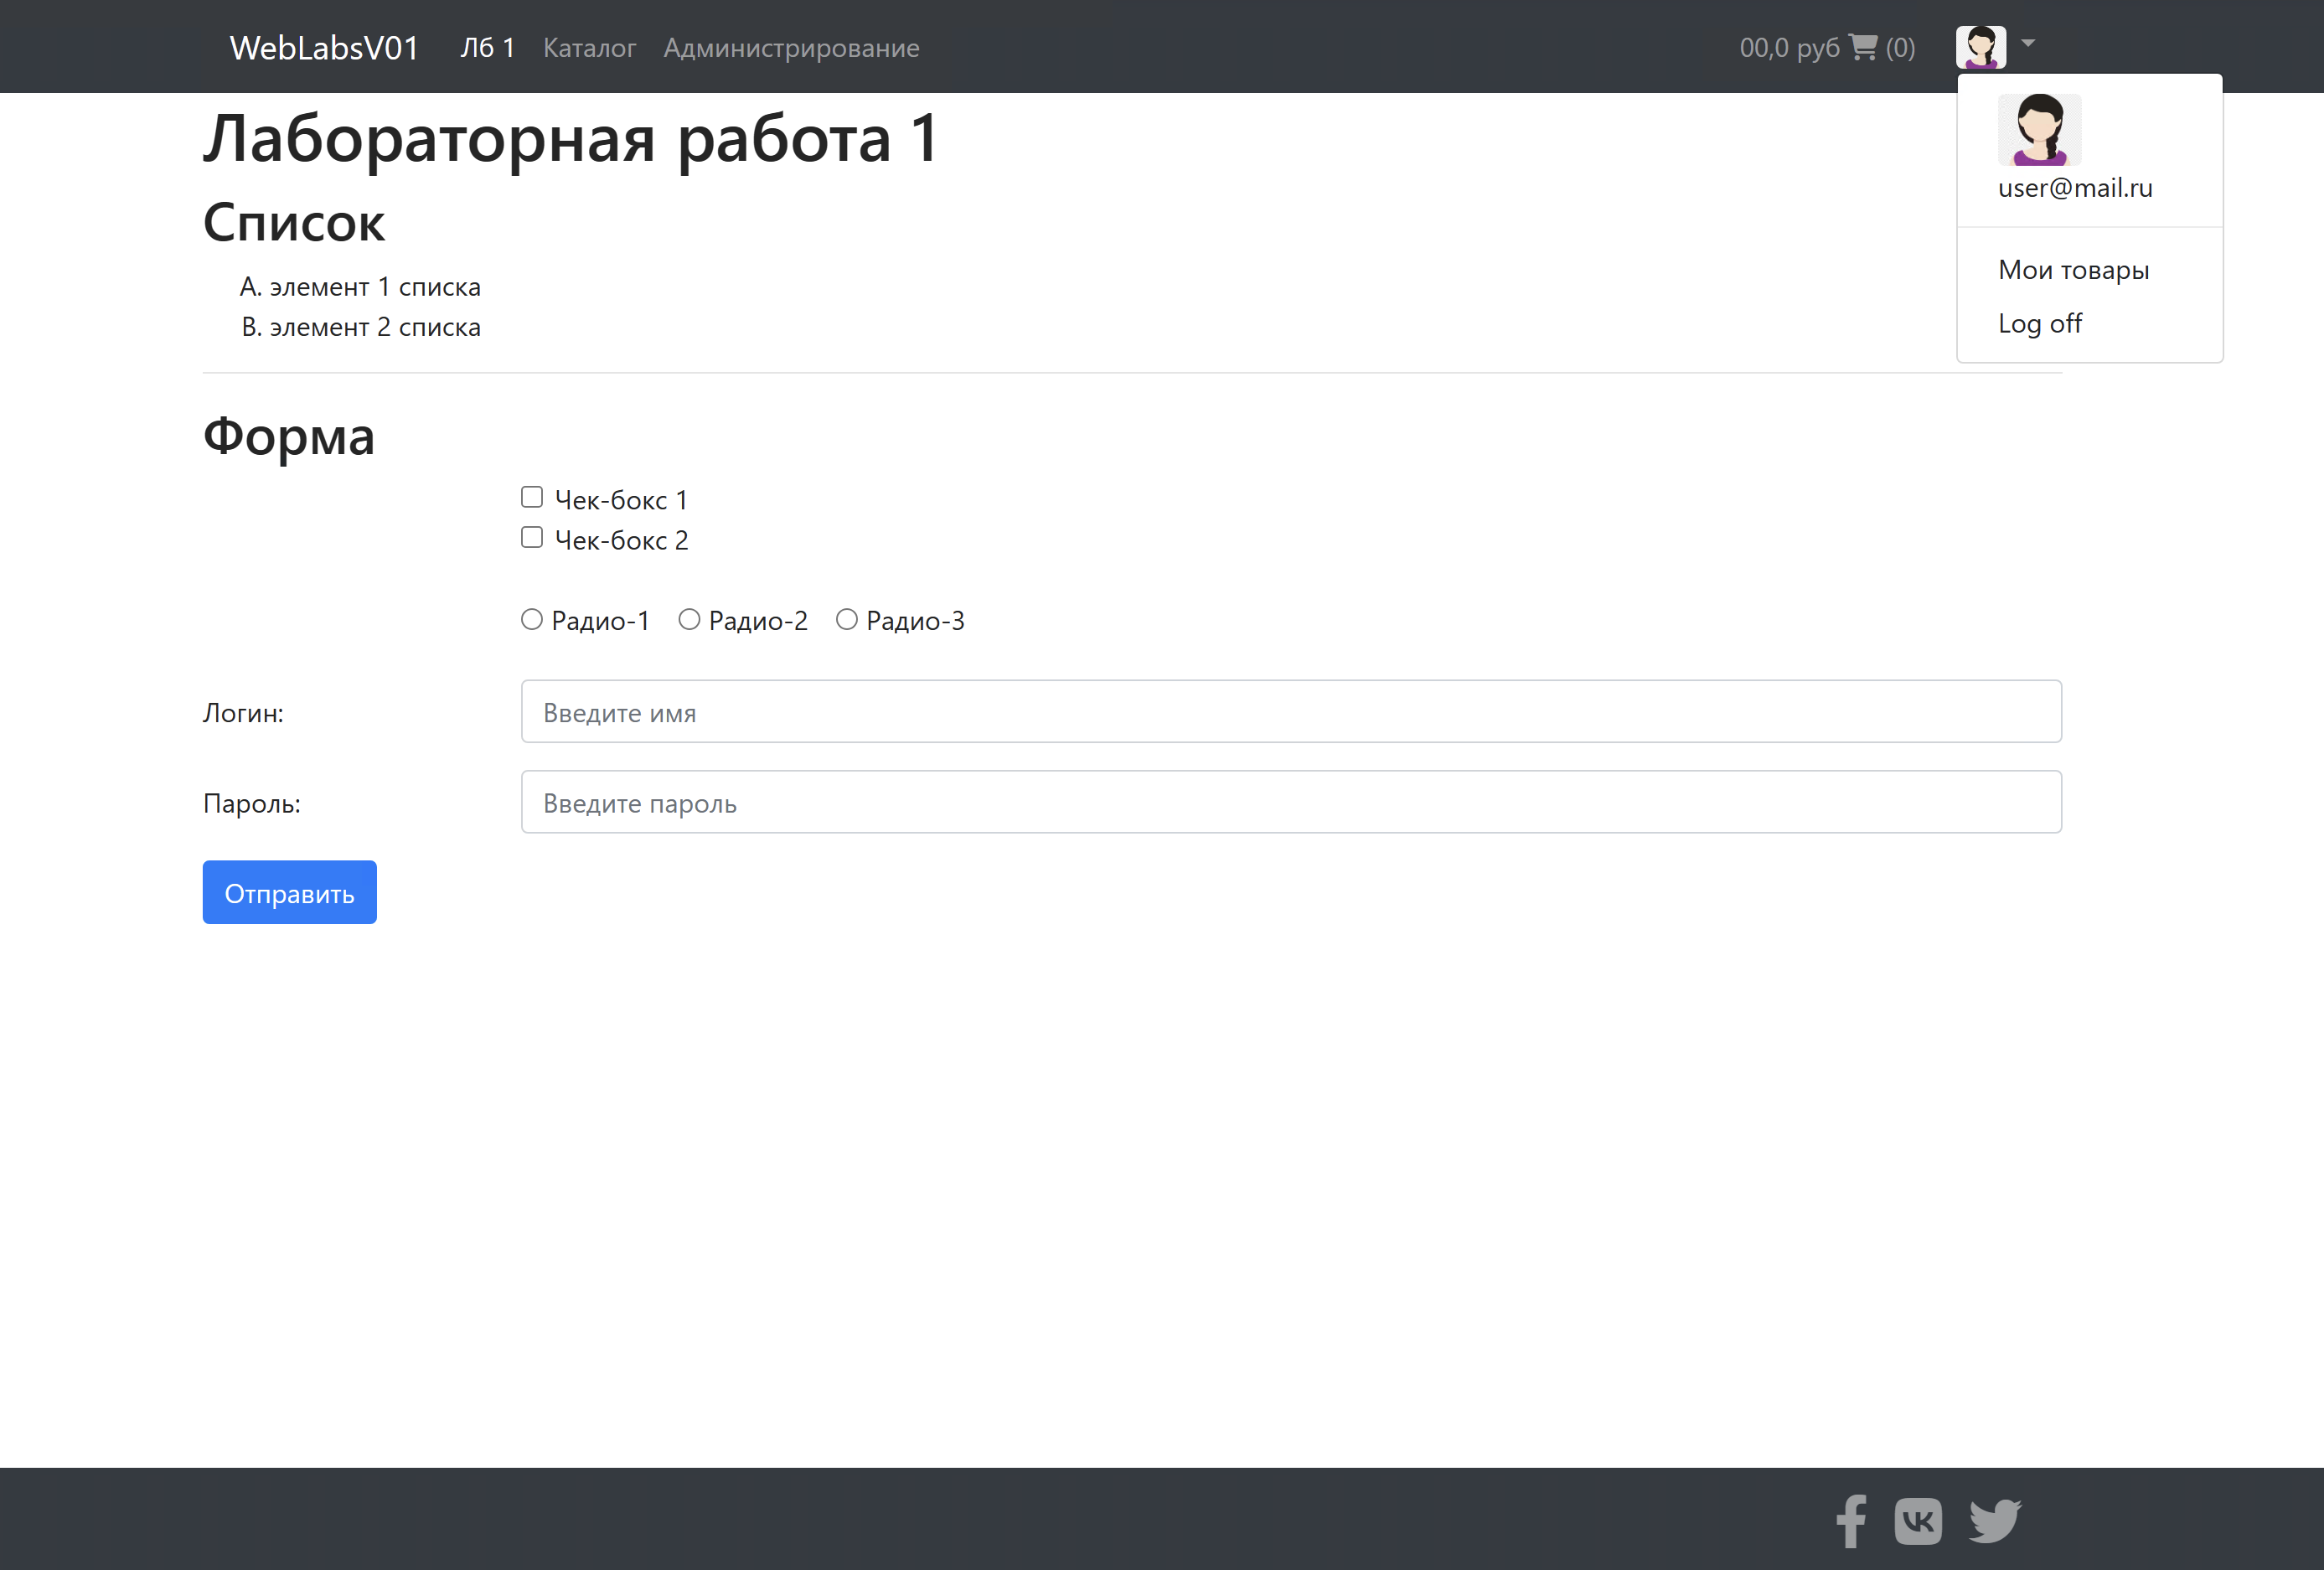 WebLabsV01 Лб 1 Каталог Администрирование 00,0 руб (0)
user@mail.ru
Мои товары
Log off
Лабораторная работа 1
Список
A. элемент 1 списка
B. элемент 2 списка
Форма
Чек-бокс 1
Чек-бокс 2
Радио-1 Радио-2 Радио-3
Логин: Введите имя
Пароль: Введите пароль
Отправить